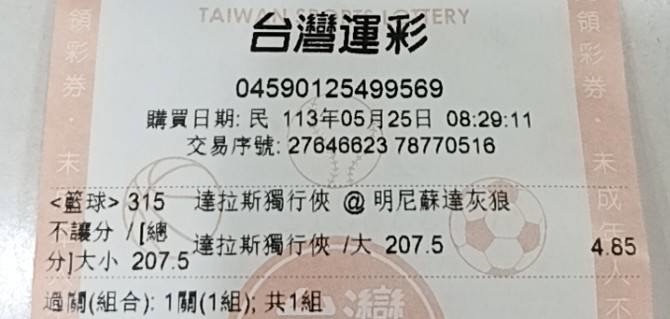 TAIWAN SPORTS LOTTERY
台灣運彩
04590125499569
購買日期: 民 113年05月25日 08:29:11
交易序號: 27646623 78770516
<籃球> 315 達拉斯獨行俠 @ 明尼蘇達灰狼
不讓分 /[總
分]大小 207.5 達拉斯獨行俠 /大 207.5 4.65
過關(組合): 1關(1組); 共1組
領彩券．未
券．未成年人不